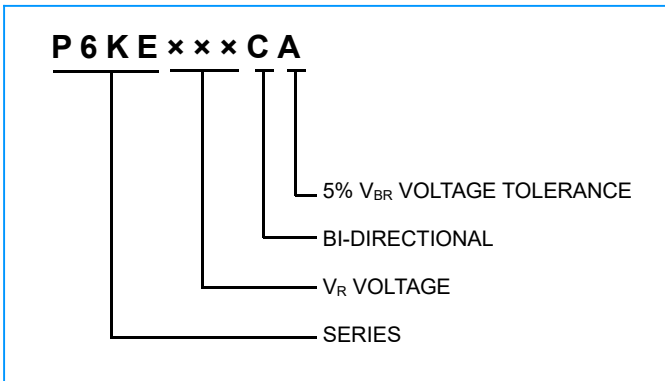 P6KE×××CA
5% VBR VOLTAGE TOLERANCE
BI-DIRECTIONAL
VR VOLTAGE
SERIES